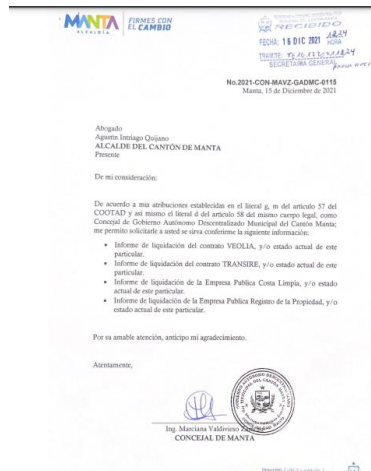 MANTA
ALCALDÍA
FIRMES CON
EL CAMBIO
RECIBIDO
FECHA: 16 DIC 2021 HORA
TRAMITE:
SECRETARIA GENERAL
No.2021-CON-MAVZ-GADMC-0115
Manta, 15 de Diciembre de 2021
Abogado
Agustin Intriago Quijano
ALCALDE DEL CANTÓN DE MANTA
Presente
De mi consideración:
De acuerdo a mis atribuciones establecidas en el literal g, m del articulo 57 del
COOTAD y asi mismo el literal d del articulo 58 del mismo cuerpo legal, como
Concejal de Gobierno Autónomo Descentralizado Municipal del Cantón Manta;
me permito solicitarle a usted se sirva conferirme la siguiente información:
• Informe de liquidación del contrato VEOLIA, y/o estado actual de este
particular.
• Informe de liquidación del contrato TRANSIRE, y/o estado actual de este
particular.
• Informe de liquidación de la Empresa Publica Costa Limpia, y/o estado
actual de este particular.
• Informe de liquidación de la Empresa Publica Registro de la Propiedad, y/o
estado actual de este particular.
Por su amable atención, anticipo mi agradecimiento.
Atentamente,
Ing. Marciana Valdivieso
CONCEJAL DE MANTA